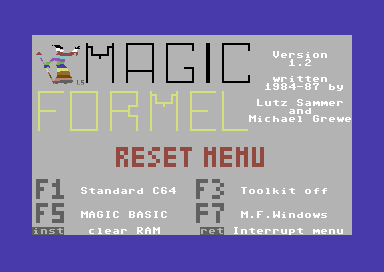 MAGIC
FORMEL
LS
Version
1.2
written
1984-87 by
Lutz Sammer
and
Michael Grewe
RESET MENU
F1 Standard C64 F3 Toolkit off
F5 MAGIC BASIC F7 M.F.Windows
inst clear RAM ret Interrupt menu